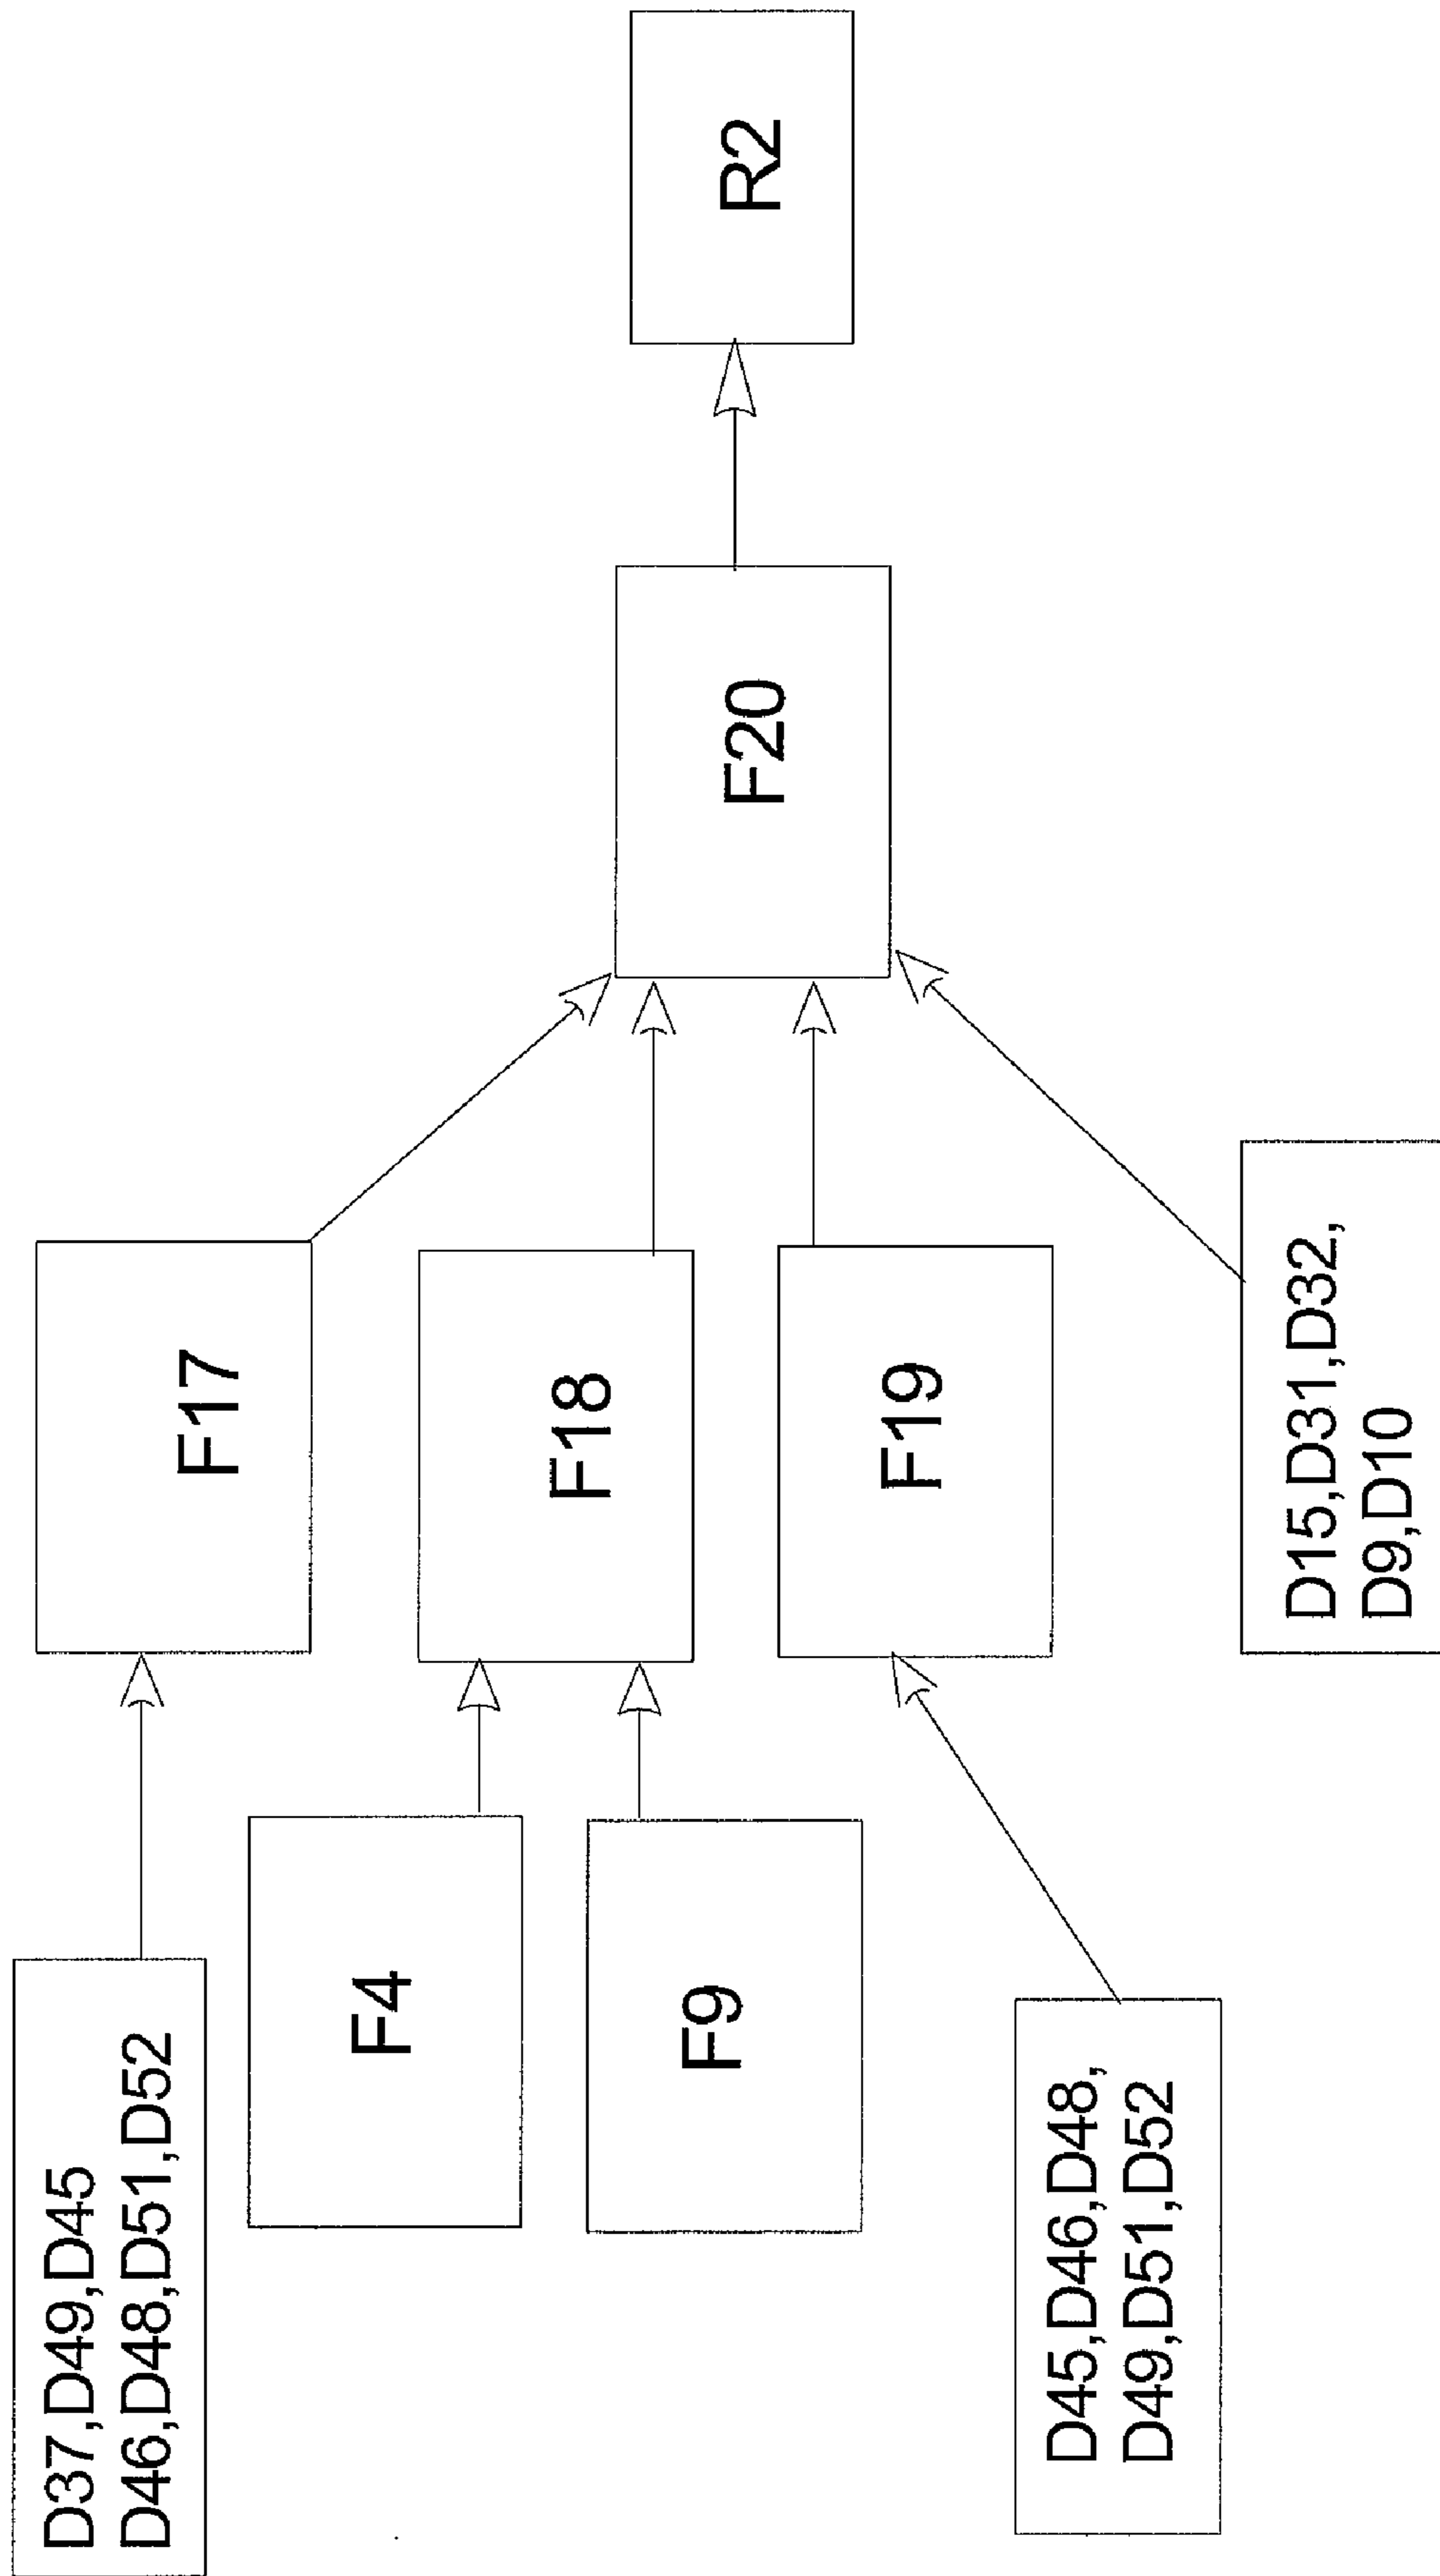 D37,D49,D45
D46,D48,D51,D52
F17
F4
F18
F9
F19
F20
R2
D45,D46,D48,
D49,D51,D52
D15,D31,D32,
D9,D10